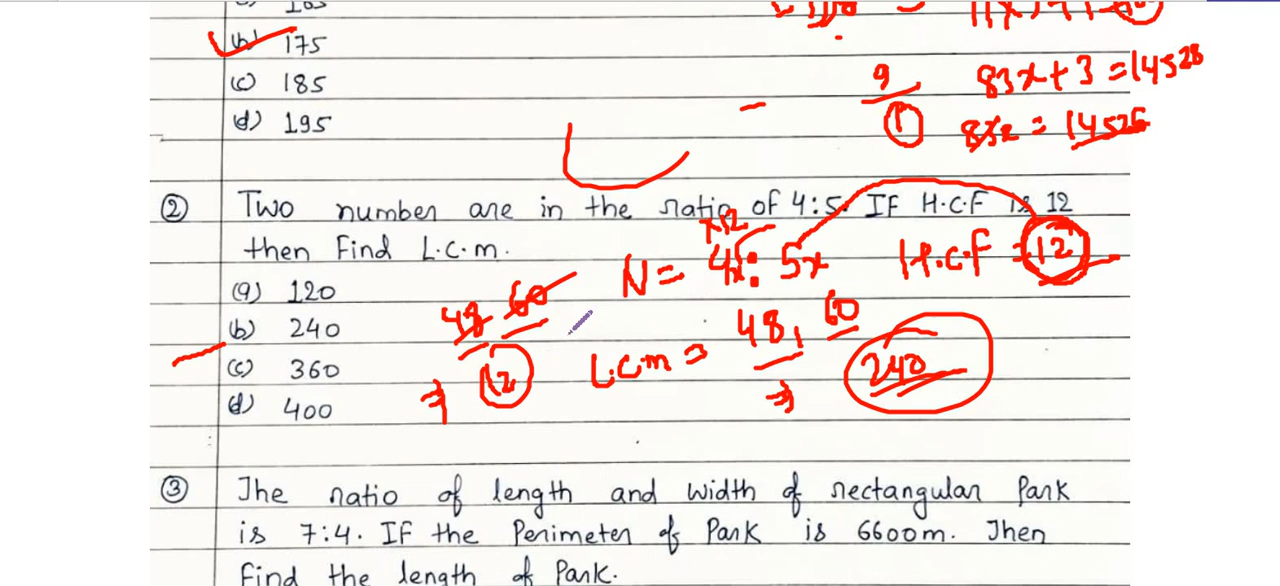 (b) 175
(c) 185
(d) 195
9
1
83x + 3 = 14528
② Two number are in the ratio of 4:5. If H.C.F is 12
then Find L.C.m.
×12
N = 4x : 5x H.C.F = 12
(a) 120
(b) 240
(c) 360
(d) 400
48 60
12
L.C.m = 48, 60
⇒ 240
③ The ratio of length and width of rectangular Park
is 7:4. If the Perimeter of Park is 6600m. Then
Find the length of Park.